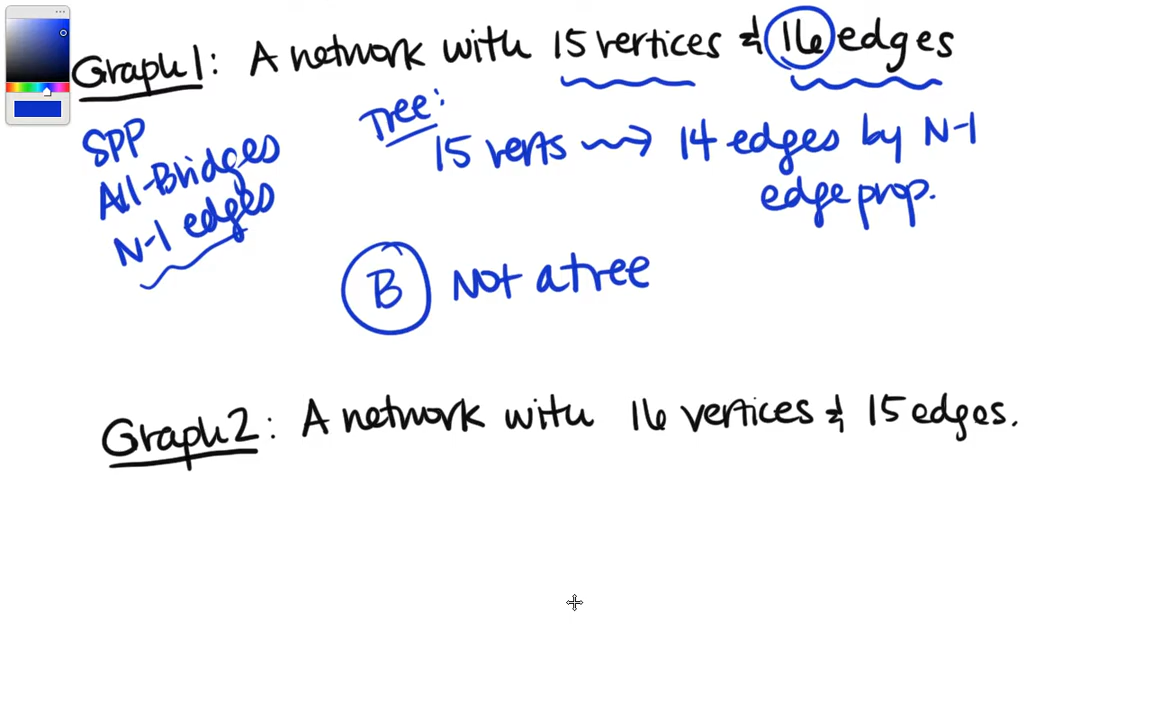 Graph 1: A network with 15 vertices & 16 edges
SPP
All-Bridges
N-1 edges
Tree:
15 verts ⟿ 14 edges by N-1
edge prop.
B Not a tree
Graph 2: A network with 16 vertices & 15 edges.